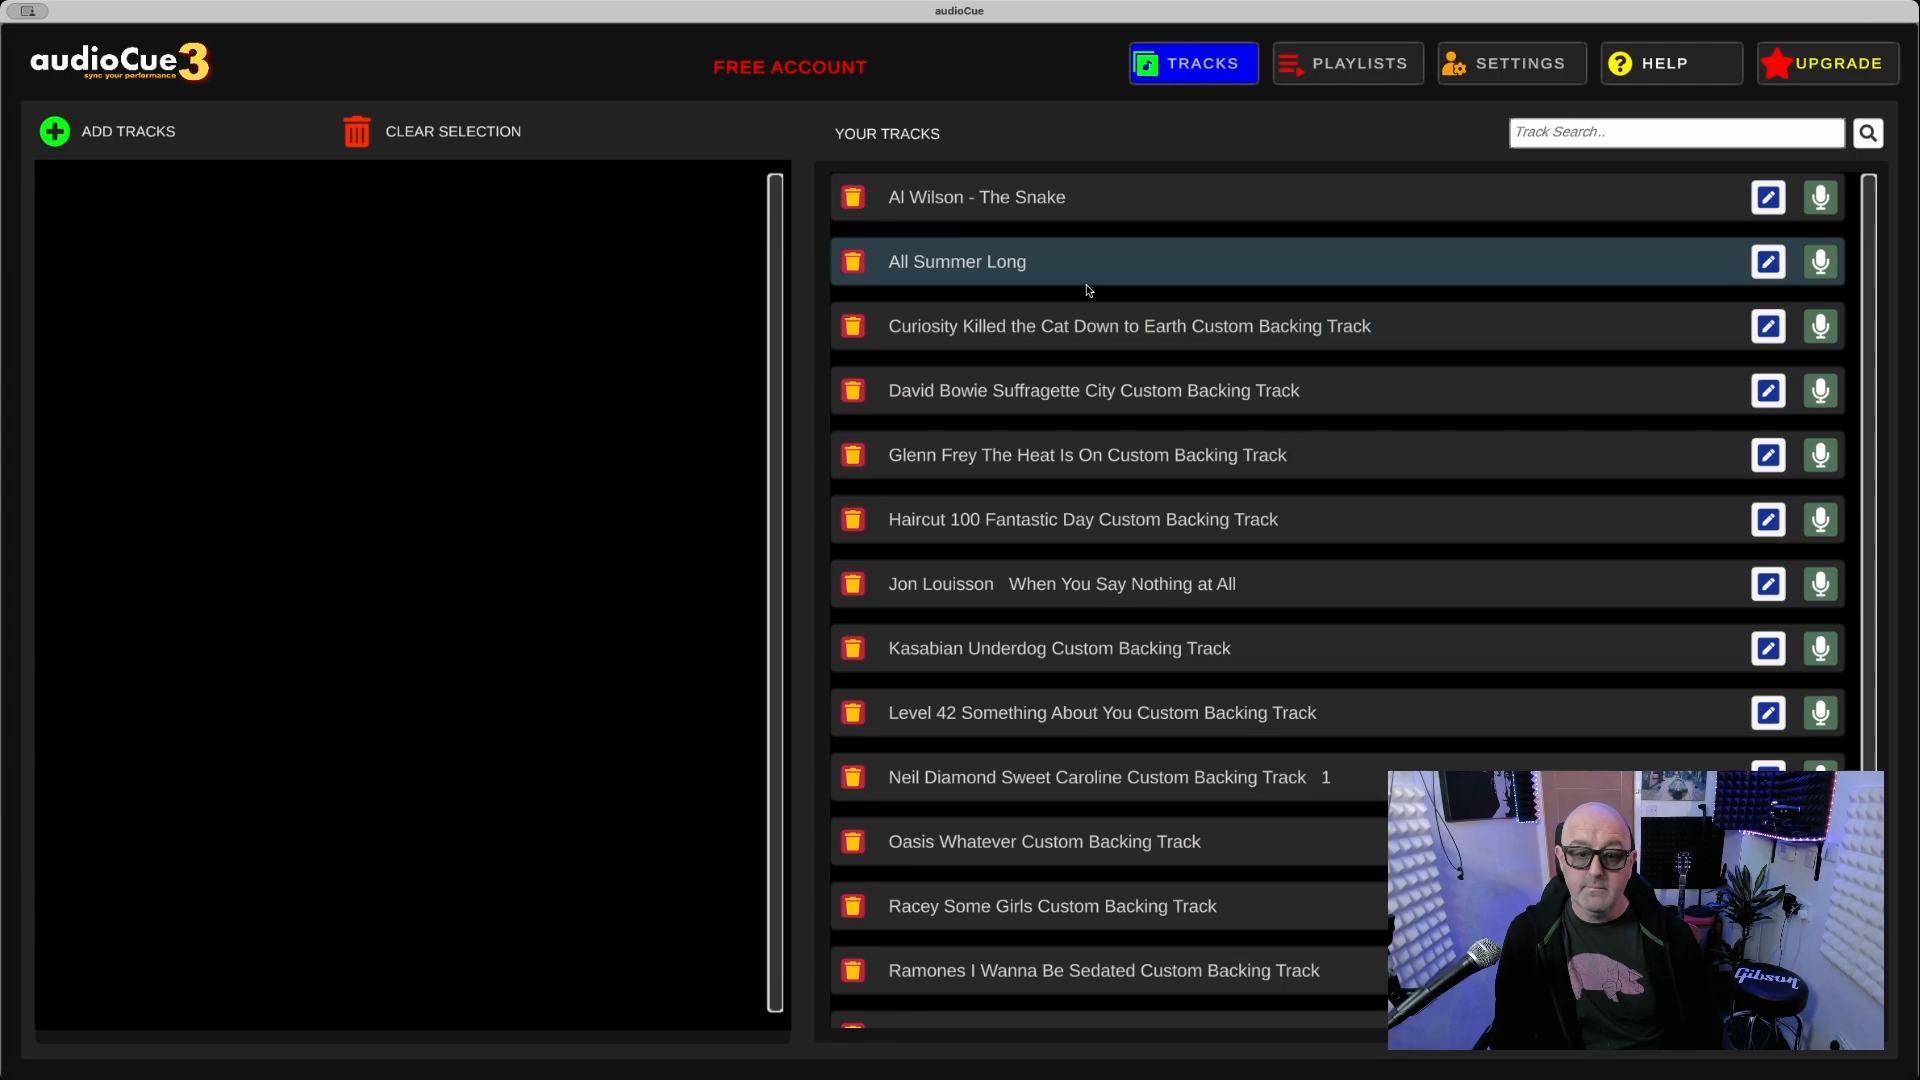 audioCue
audioCue3
sync your performance
FREE ACCOUNT
TRACKS
PLAYLISTS
SETTINGS
? HELP
UPGRADE
ADD TRACKS
CLEAR SELECTION
YOUR TRACKS
Track Search..
Al Wilson - The Snake
All Summer Long
Curiosity Killed the Cat Down to Earth Custom Backing Track
David Bowie Suffragette City Custom Backing Track
Glenn Frey The Heat Is On Custom Backing Track
Haircut 100 Fantastic Day Custom Backing Track
Jon Louisson   When You Say Nothing at All
Kasabian Underdog Custom Backing Track
Level 42 Something About You Custom Backing Track
Neil Diamond Sweet Caroline Custom Backing Track   1
Oasis Whatever Custom Backing Track
Racey Some Girls Custom Backing Track
Ramones I Wanna Be Sedated Custom Backing Track
Gibson